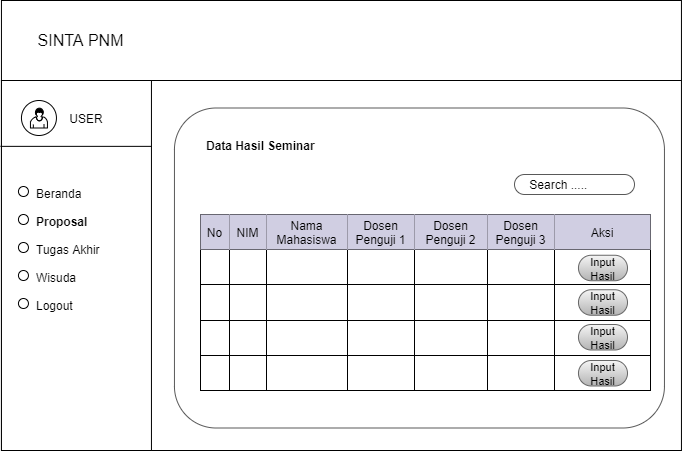 SINTA PNM
USER
Beranda
Proposal
Tugas Akhir
Wisuda
Logout
Data Hasil Seminar
Search .....
No NIM Nama Mahasiswa Dosen Penguji 1 Dosen Penguji 2 Dosen Penguji 3 Aksi
Input Hasil
Input Hasil
Input Hasil
Input Hasil